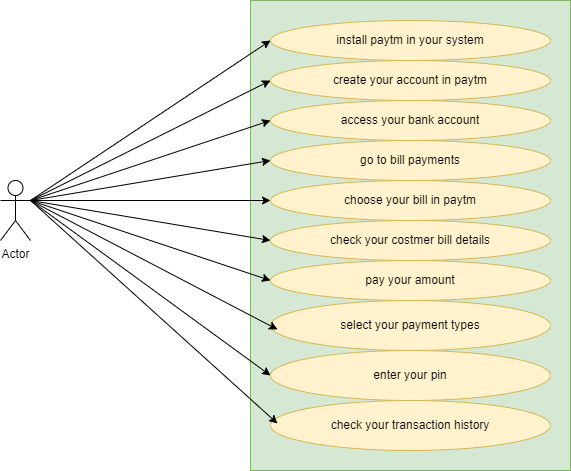 install paytm in your system
create your account in paytm
access your bank account
go to bill payments
choose your bill in paytm
check your costmer bill details
pay your amount
select your payment types
enter your pin
check your transaction history
Actor